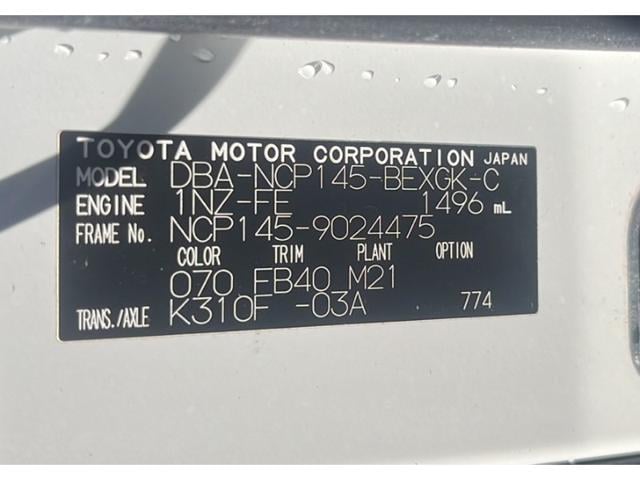 TOYOTA MOTOR CORPORATION JAPAN
MODEL DBA-NCP145-BEXGK-C
ENGINE 1NZ-FE 1496 mL
FRAME No. NCP145-9024475
COLOR TRIM PLANT OPTION
070 FB40 M21
TRANS./AXLE K310F -03A 774